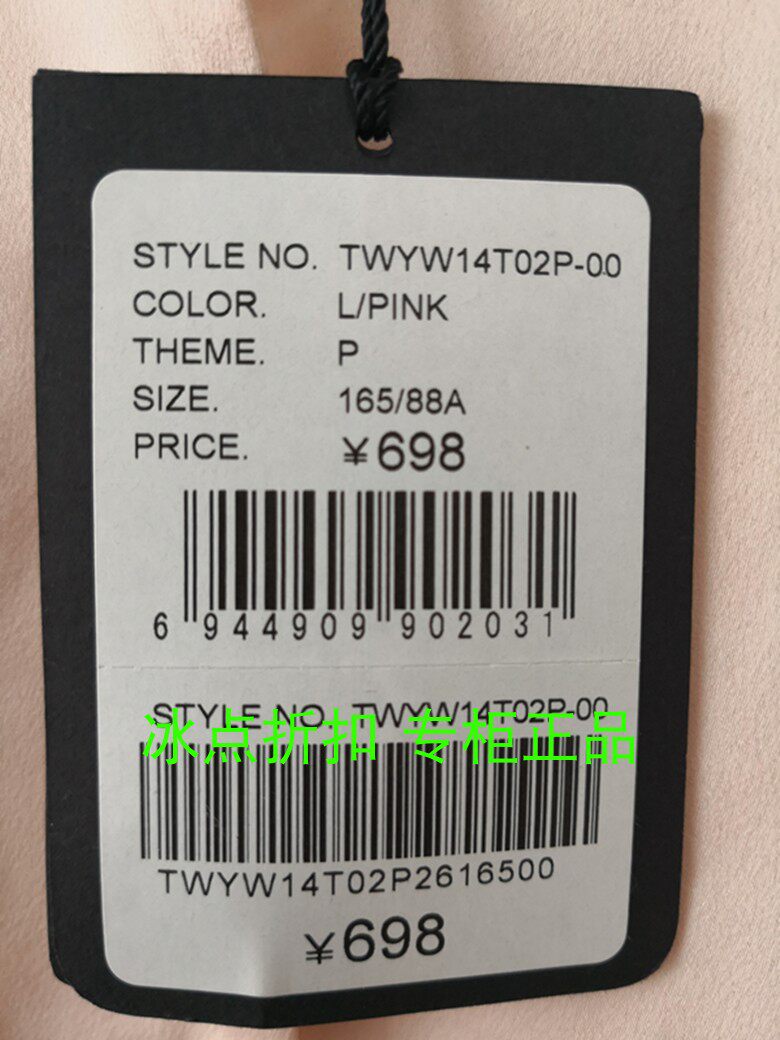 STYLE NO. TWYW14T02P-00
COLOR. L/PINK
THEME. P
SIZE. 165/88A
PRICE. ¥698
6 944909 902031
STYLE NO. TWYW14T02P-00
冰点折扣 专柜正品
TWYW14T02P2616500
¥698